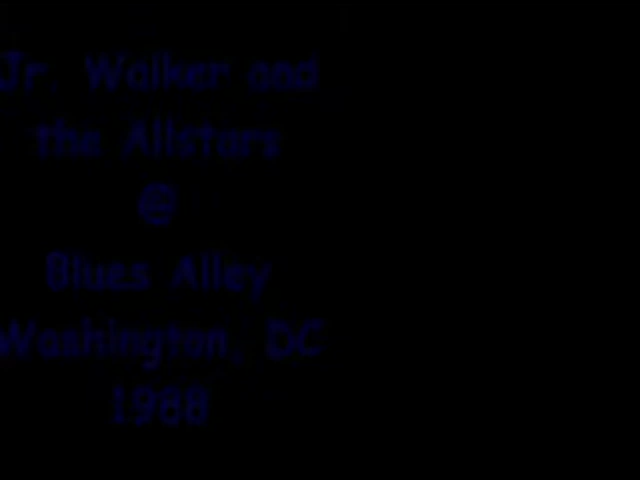 Jr. Walker and
the Allstars
@
Blues Alley
Washington, DC
1988